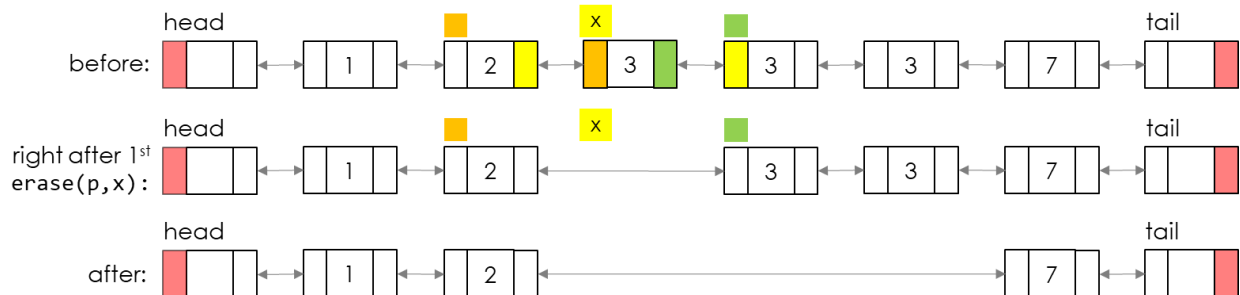 head x tail
before: 1 2 3 3 3 7
head x tail
right after 1st
erase(p,x): 1 2 3 3 7
head tail
after: 1 2 7